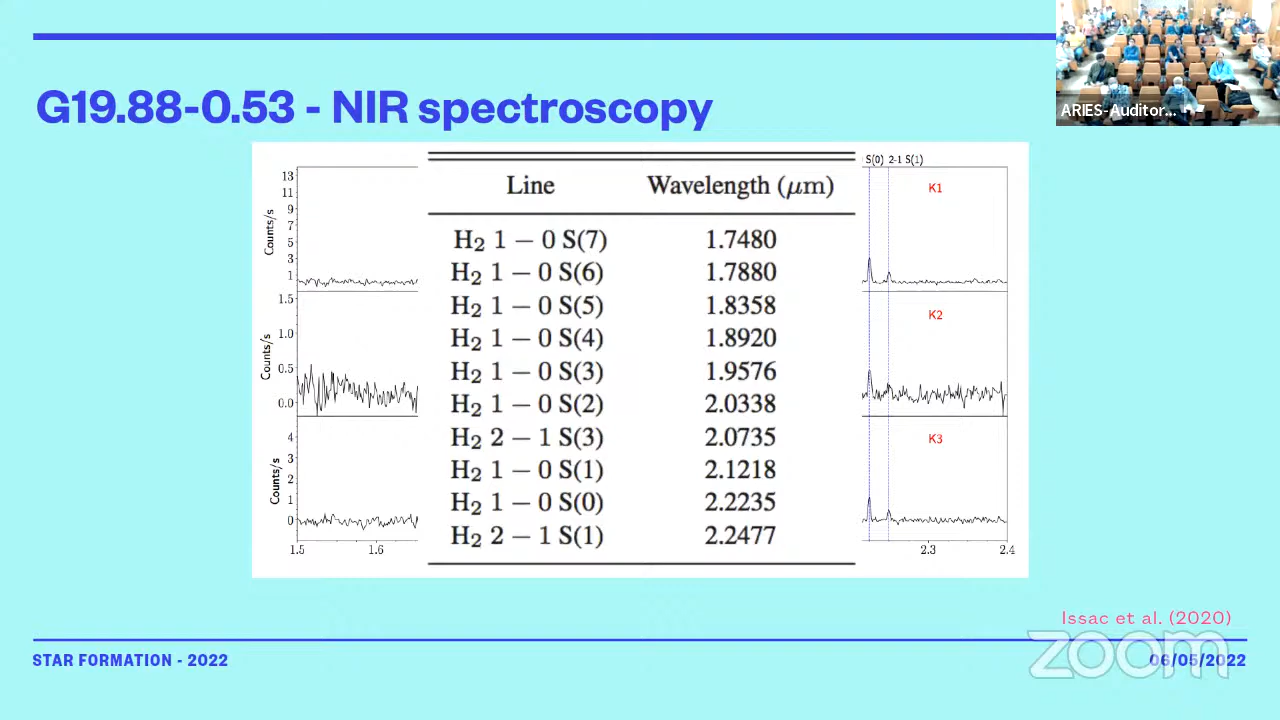 ARIES-Auditor...
G19.88-0.53 - NIR spectroscopy
Line Wavelength (μm)
H₂ 1 − 0 S(7) 1.7480
H₂ 1 − 0 S(6) 1.7880
H₂ 1 − 0 S(5) 1.8358
H₂ 1 − 0 S(4) 1.8920
H₂ 1 − 0 S(3) 1.9576
H₂ 1 − 0 S(2) 2.0338
H₂ 2 − 1 S(3) 2.0735
H₂ 1 − 0 S(1) 2.1218
H₂ 1 − 0 S(0) 2.2235
H₂ 2 − 1 S(1) 2.2477
S(0) 2-1 S(1)
13
11
9
7
5
3
1
Counts/s
K1
1.5
1.0
0.5
0.0
Counts/s
K2
4
3
2
1
0
Counts/s
K3
1.5 1.6 2.3 2.4
Issac et al. (2020)
zoom
STAR FORMATION - 2022 06/05/2022